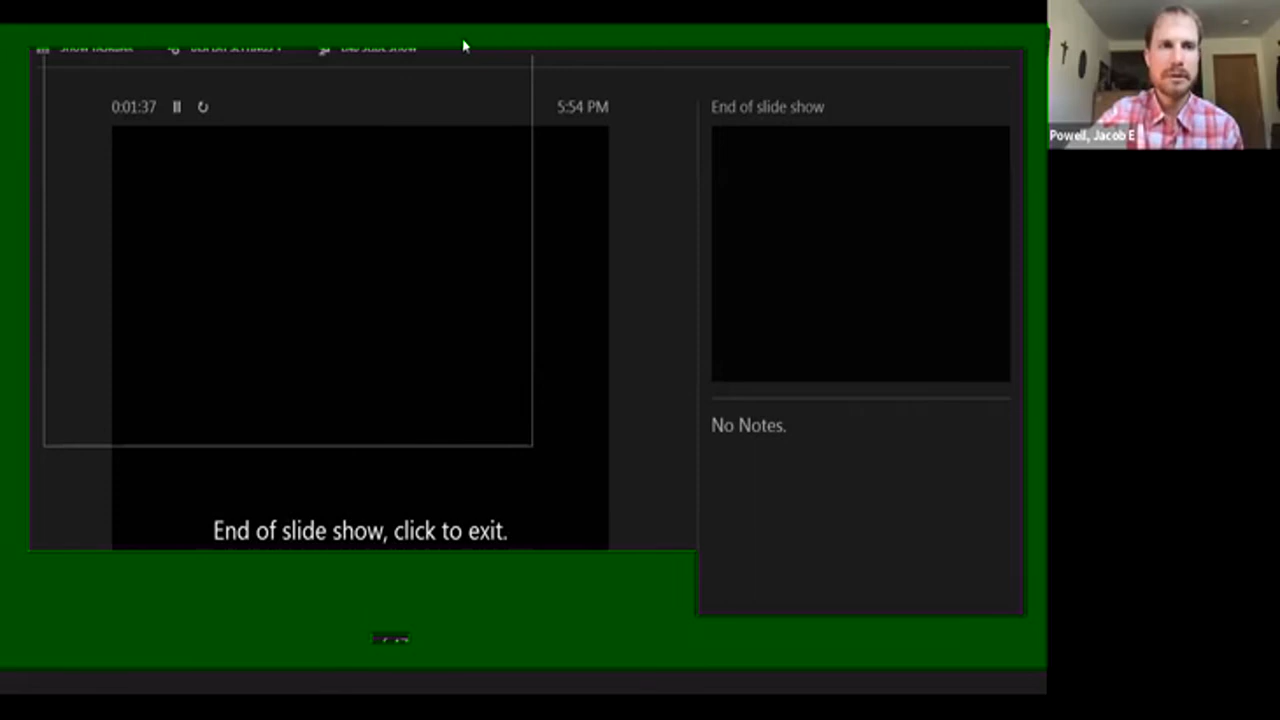 0:01:37
5:54 PM
End of slide show
No Notes.
End of slide show, click to exit.
Powell, Jacob E